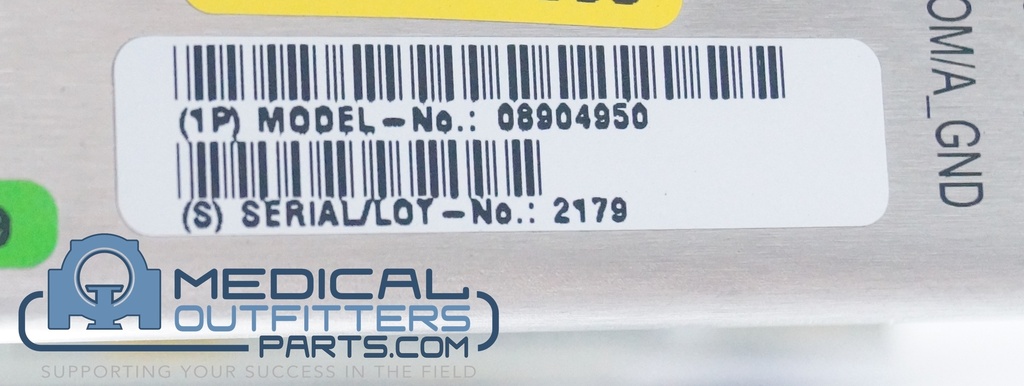 OM/A_GND
(1P) MODEL-No.: 08904950
(S) SERIAL/LOT-No.: 2179
9
MEDICAL
OUTFITTERS
PARTS.COM
SUPPORTING YOUR SUCCESS IN THE FIELD